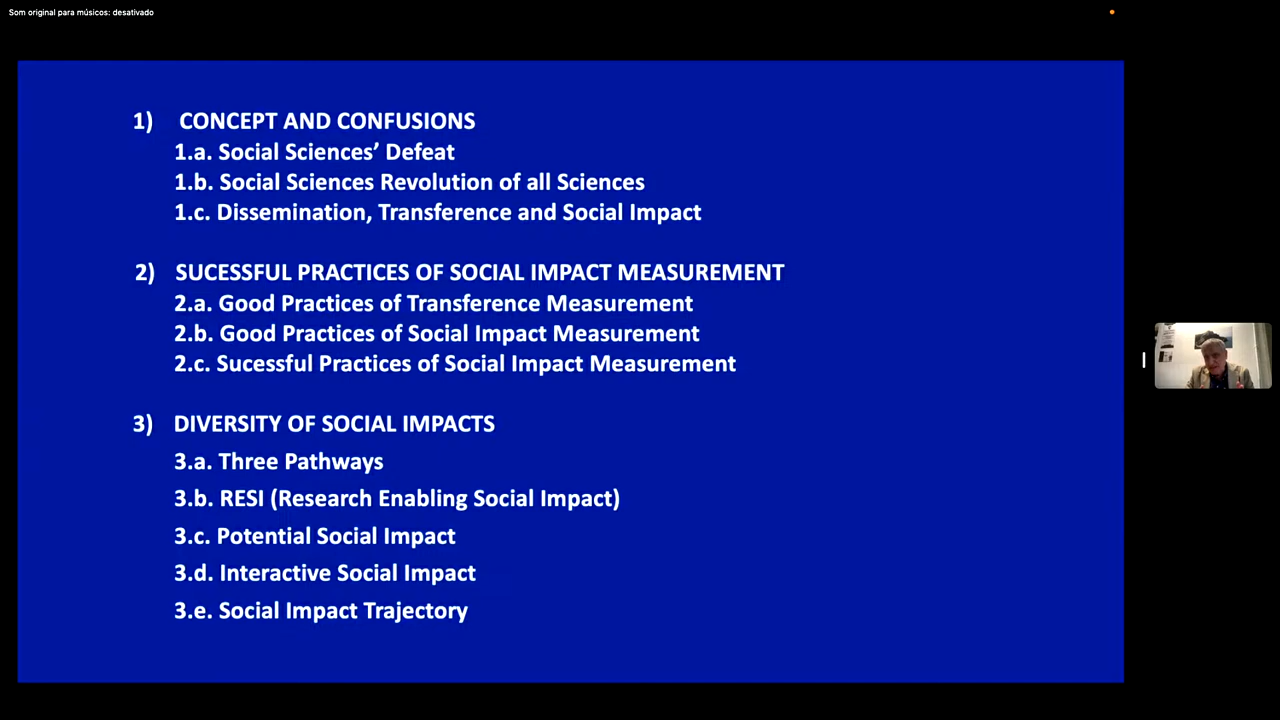 Som original para músicos: desativado
1) CONCEPT AND CONFUSIONS
1.a. Social Sciences’ Defeat
1.b. Social Sciences Revolution of all Sciences
1.c. Dissemination, Transference and Social Impact
2) SUCESSFUL PRACTICES OF SOCIAL IMPACT MEASUREMENT
2.a. Good Practices of Transference Measurement
2.b. Good Practices of Social Impact Measurement
2.c. Sucessful Practices of Social Impact Measurement
3) DIVERSITY OF SOCIAL IMPACTS
3.a. Three Pathways
3.b. RESI (Research Enabling Social Impact)
3.c. Potential Social Impact
3.d. Interactive Social Impact
3.e. Social Impact Trajectory